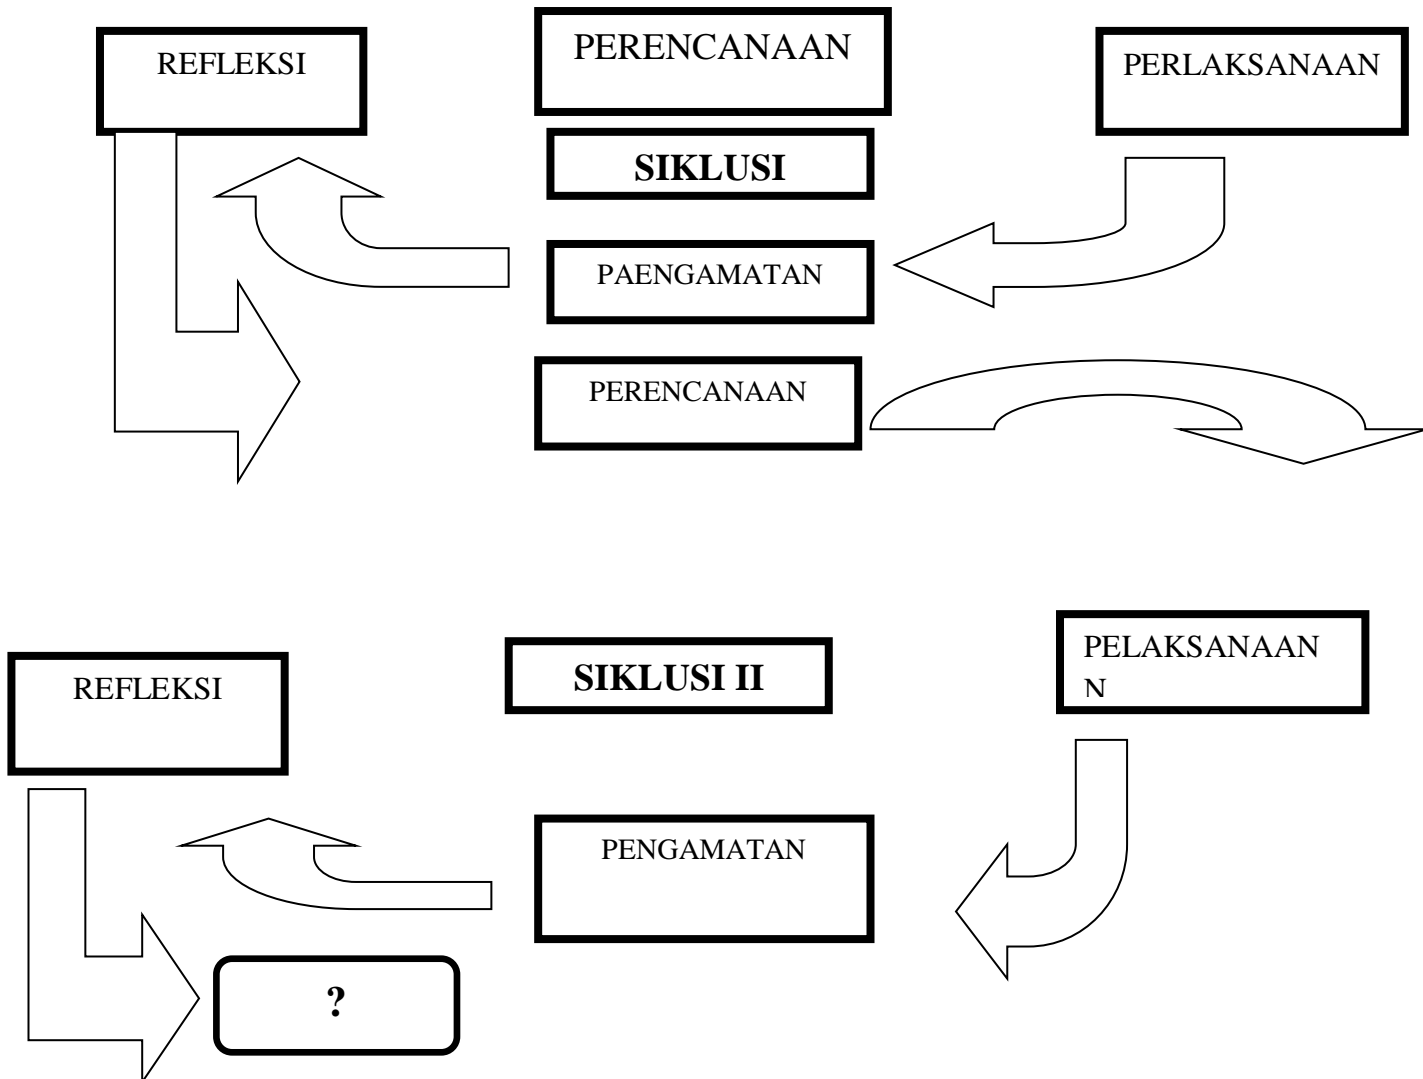 REFLEKSI
PERENCANAAN
PERLAKSANAAN
SIKLUSI
PAENGAMATAN
PERENCANAAN
REFLEKSI
SIKLUSI II
PELAKSANAAN
N
PENGAMATAN
?